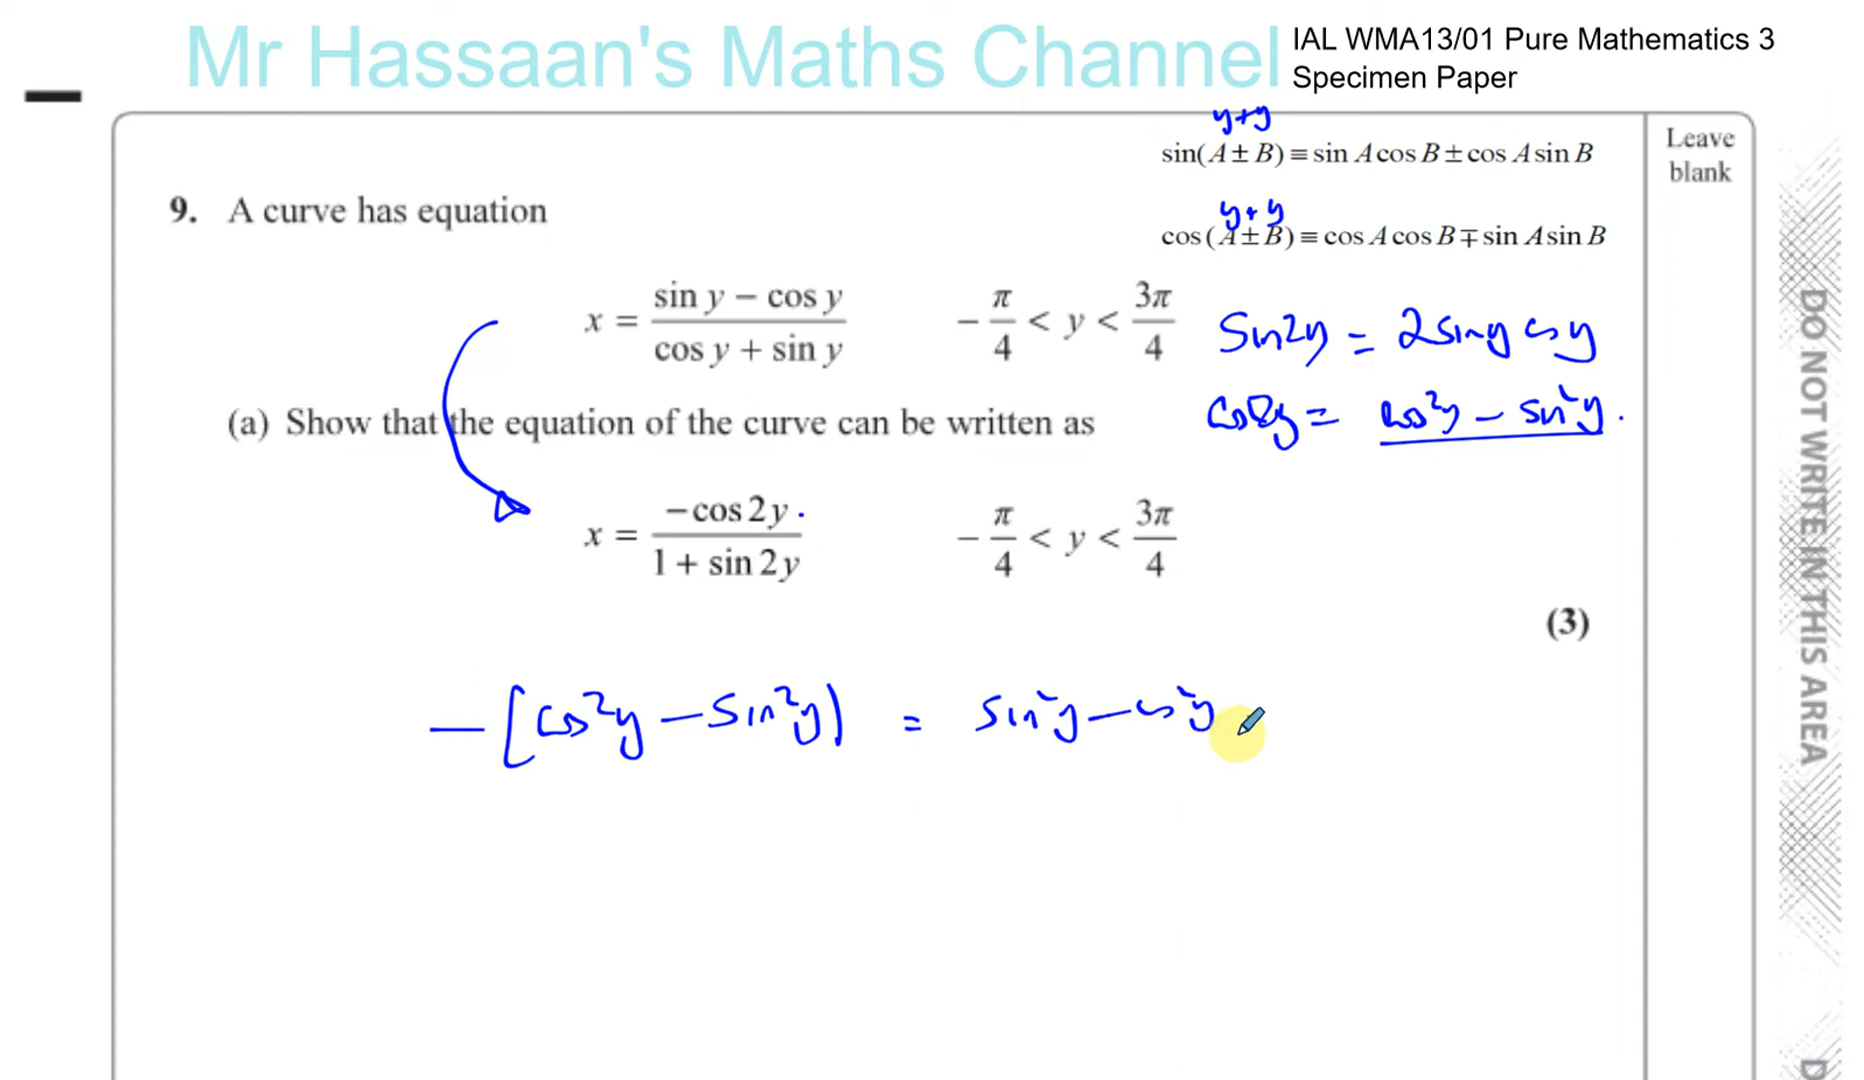 Mr Hassaan's Maths Channel
IAL WMA13/01 Pure Mathematics 3
Specimen Paper
Leave
blank
y+y
sin(A ± B) ≡ sin A cos B ± cos A sin B
y+y
cos(A ± B) ≡ cos A cos B ∓ sin A sin B
9. A curve has equation
x = (sin y − cos y)/(cos y + sin y)    −π/4 < y < 3π/4
Sin2y = 2siny cosy
cos2y = cos²y − sin²y.
(a) Show that the equation of the curve can be written as
x = (−cos 2y)/(1 + sin 2y)    −π/4 < y < 3π/4
(3)
−[cos²y − sin²y) = sin²y − cos²y
DO NOT WRITE IN THIS AREA
D